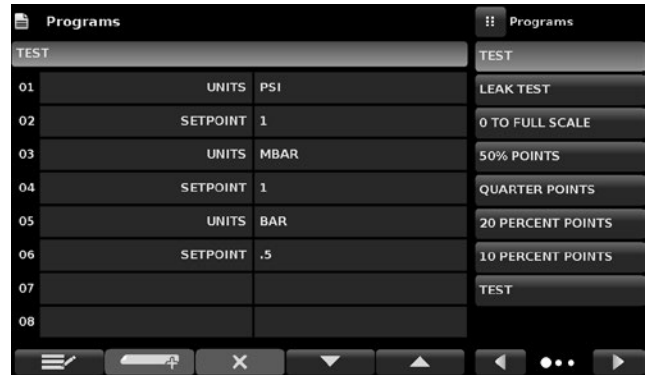 Programs
TEST
01 UNITS PSI
02 SETPOINT 1
03 UNITS MBAR
04 SETPOINT 1
05 UNITS BAR
06 SETPOINT .5
07
08
Programs
TEST
LEAK TEST
0 TO FULL SCALE
50% POINTS
QUARTER POINTS
20 PERCENT POINTS
10 PERCENT POINTS
TEST